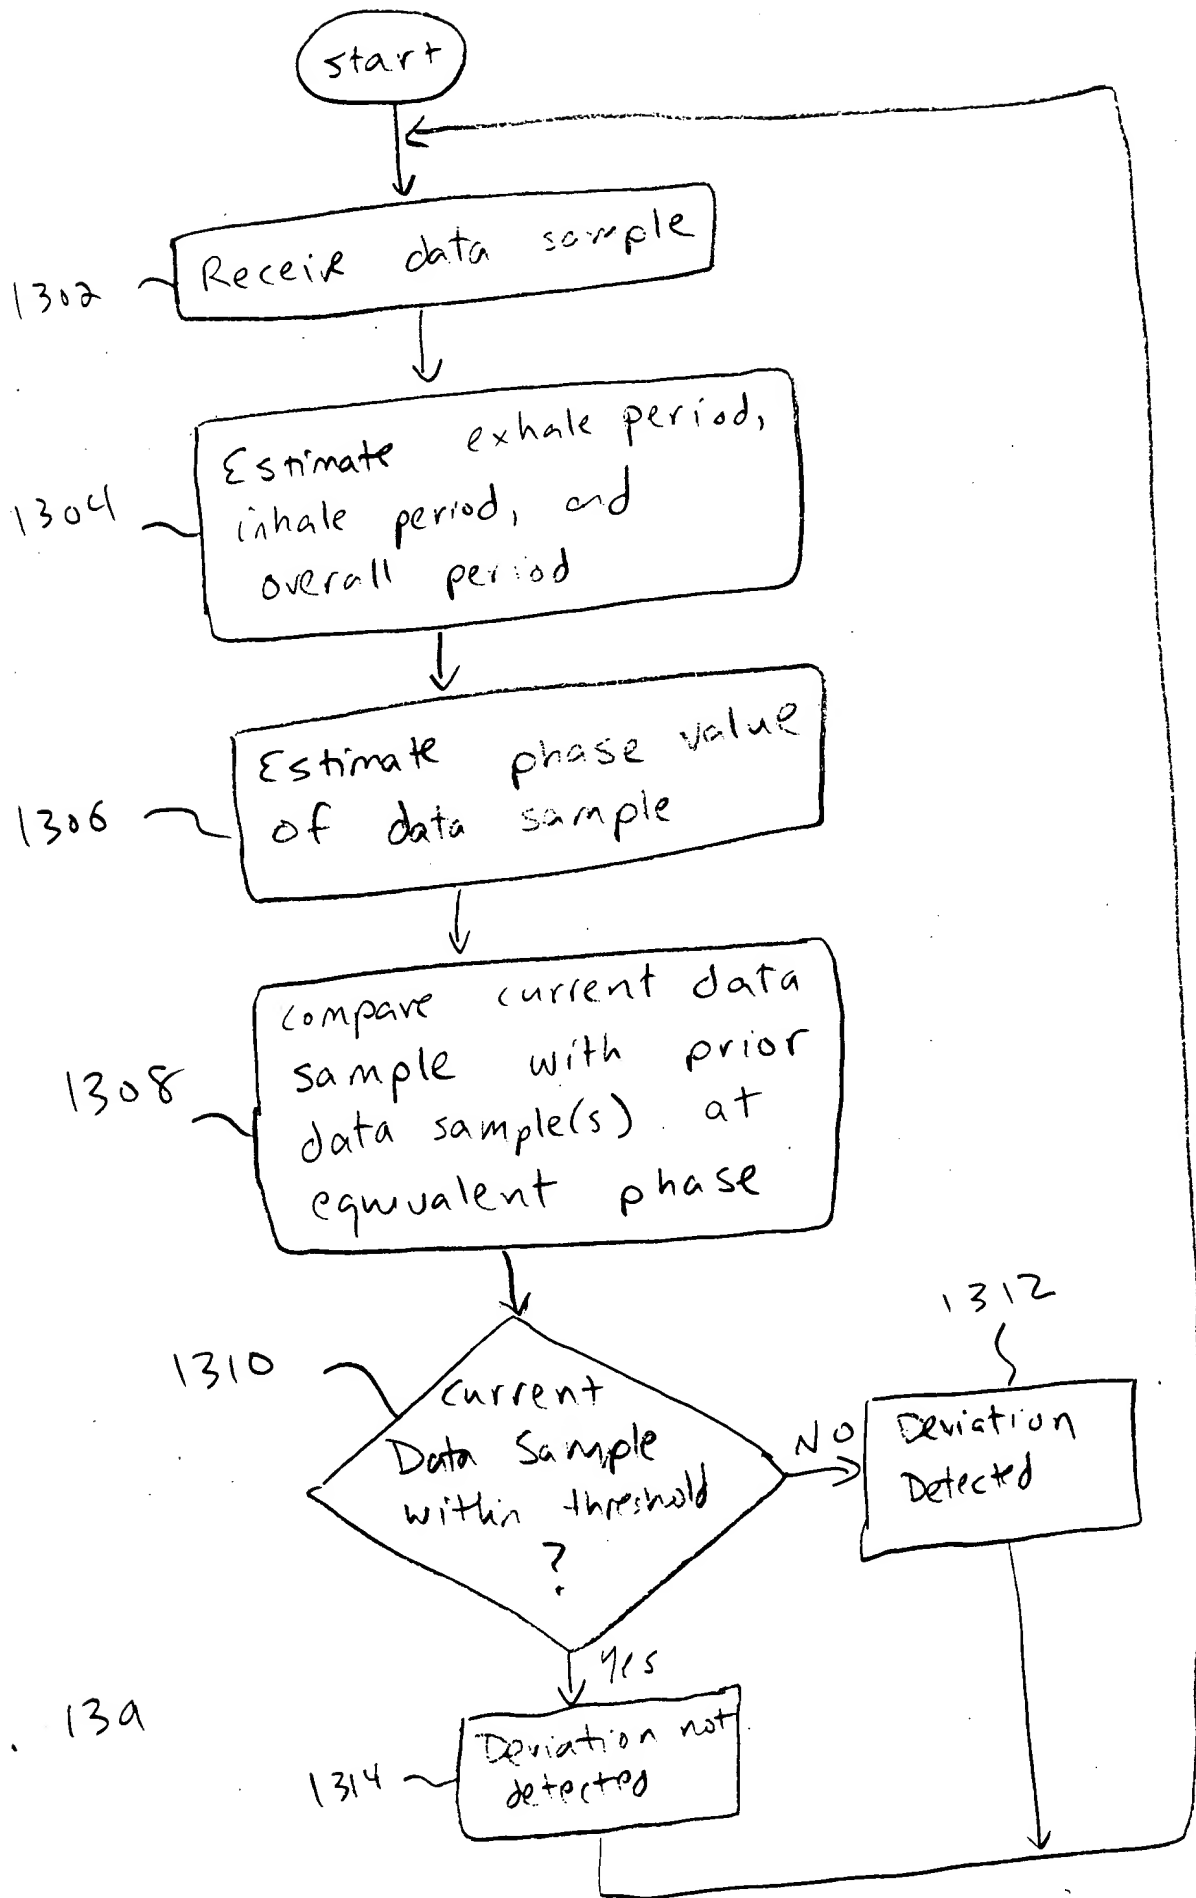 start
Receive data sample
1302
Estimate exhale period,
inhale period, and
overall period
1304
Estimate phase value
of data sample
1306
Compare current data
sample with prior
data sample(s) at
equivalent phase
1308
1310
Current
Data Sample
within threshold
?
NO
1312
Deviation
Detected
Yes
Deviation not
detected
1314
. 13a